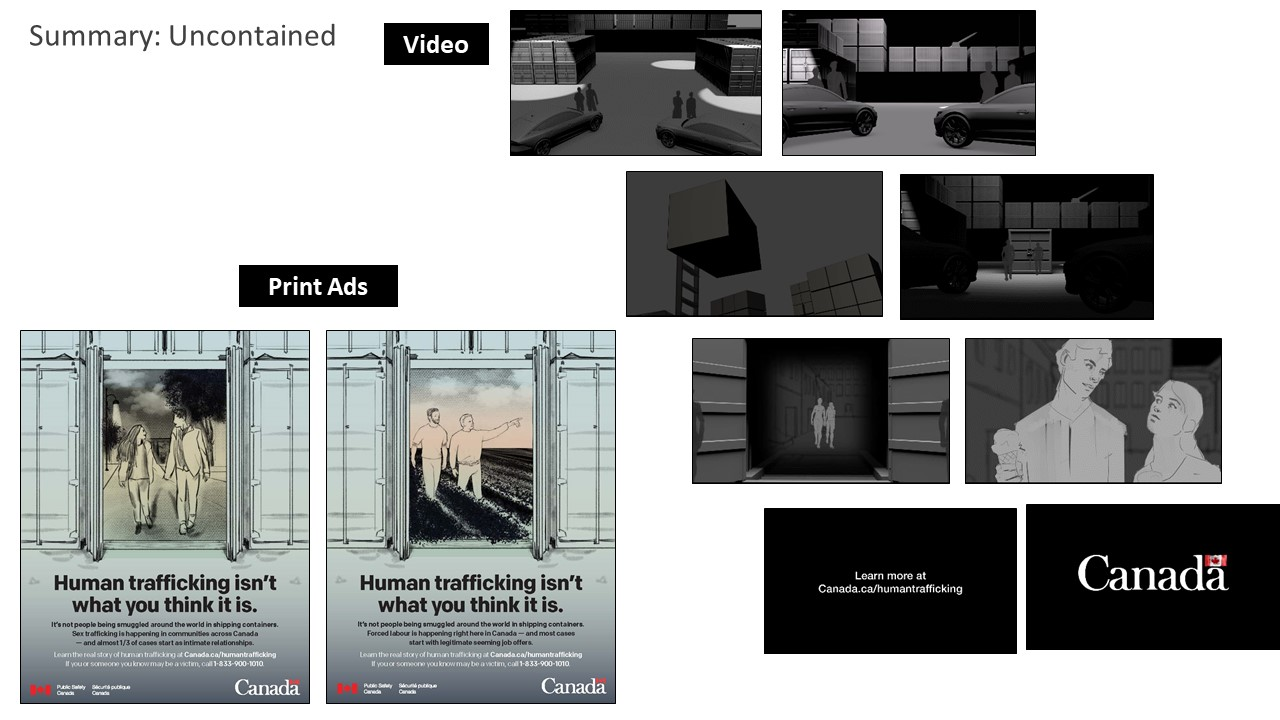 Summary: Uncontained
Video
Print Ads
Human trafficking isn't
what you think it is.
It's not people being smuggled around the world in shipping containers.
Sex trafficking is happening in communities across Canada
— and almost 1/3 of cases start as intimate relationships.
Learn the real story of human trafficking at Canada.ca/humantrafficking
If you or someone you know may be a victim, call 1-833-900-1010.
Public Safety
Canada
Sécurité publique
Canada
Canada
Human trafficking isn't
what you think it is.
It's not people being smuggled around the world in shipping containers.
Forced labour is happening right here in Canada — and most cases
start with legitimate seeming job offers.
Learn the real story of human trafficking at Canada.ca/humantrafficking
If you or someone you know may be a victim, call 1-833-900-1010.
Public Safety
Canada
Sécurité publique
Canada
Canada
Learn more at
Canada.ca/humantrafficking
Canada